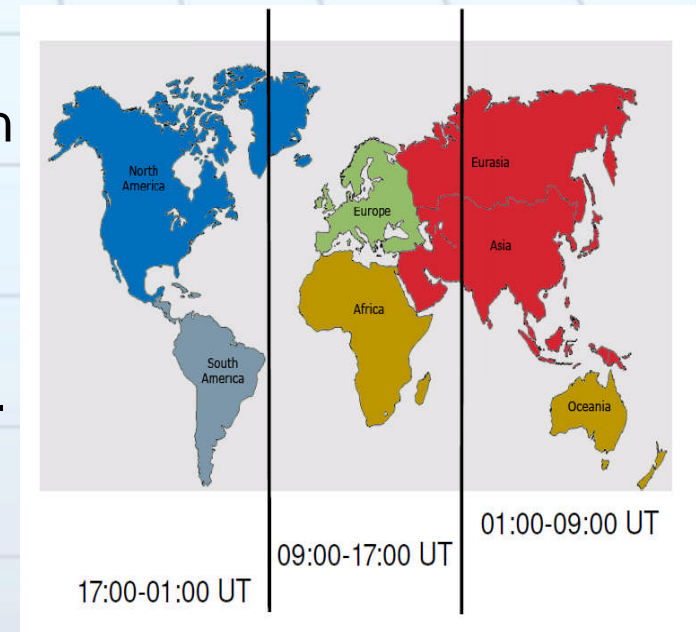 n
North
America
Eurasia
Europe
Asia
Africa
South
America
.
Oceania
01:00-09:00 UT
09:00-17:00 UT
17:00-01:00 UT